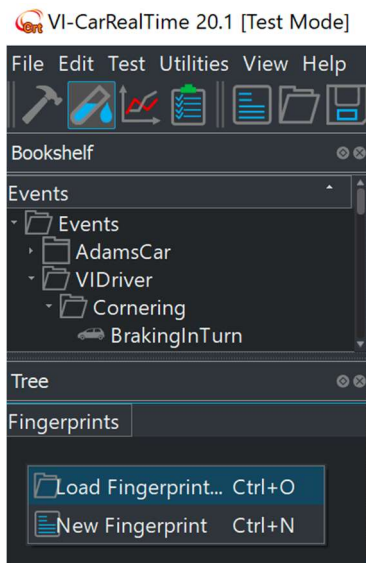 Crt VI-CarRealTime 20.1 [Test Mode]
File Edit Test Utilities View Help
Bookshelf
Events
Events
AdamsCar
VIDriver
Cornering
BrakingInTurn
Tree
Fingerprints
Load Fingerprint... Ctrl+O
New Fingerprint Ctrl+N